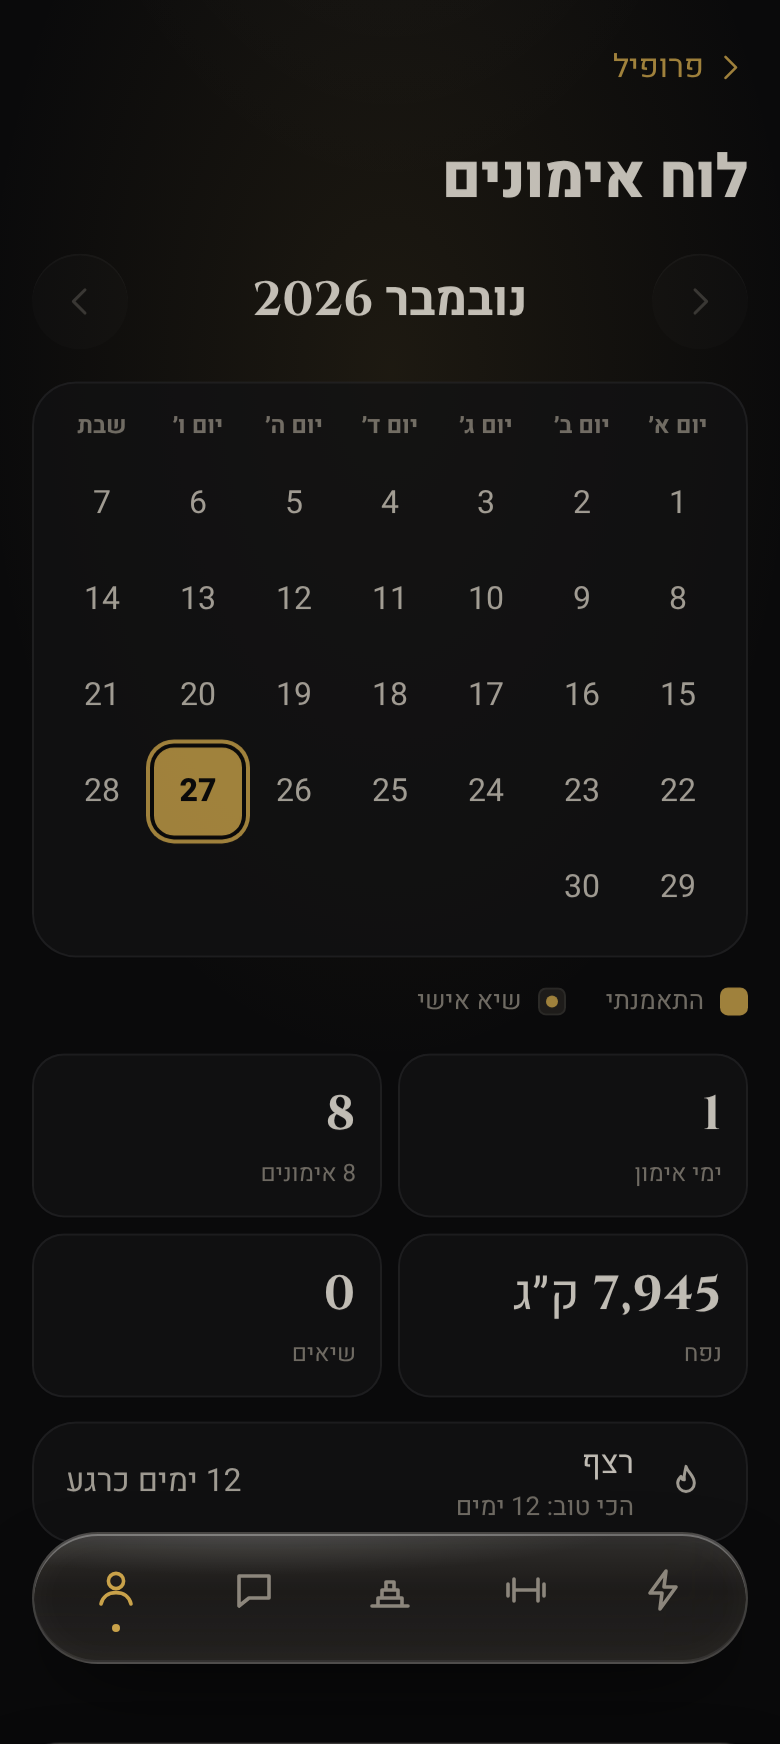 פרופיל
לוח אימונים
נובמבר 2026
יום א׳ יום ב׳ יום ג׳ יום ד׳ יום ה׳ יום ו׳ שבת
1 2 3 4 5 6 7
8 9 10 11 12 13 14
15 16 17 18 19 20 21
22 23 24 25 26 27 28
29 30
התאמנתי שיא אישי
1
ימי אימון
8
8 אימונים
7,945 ק״ג
נפח
0
שיאים
רצף
הכי טוב: 12 ימים
12 ימים כרגע